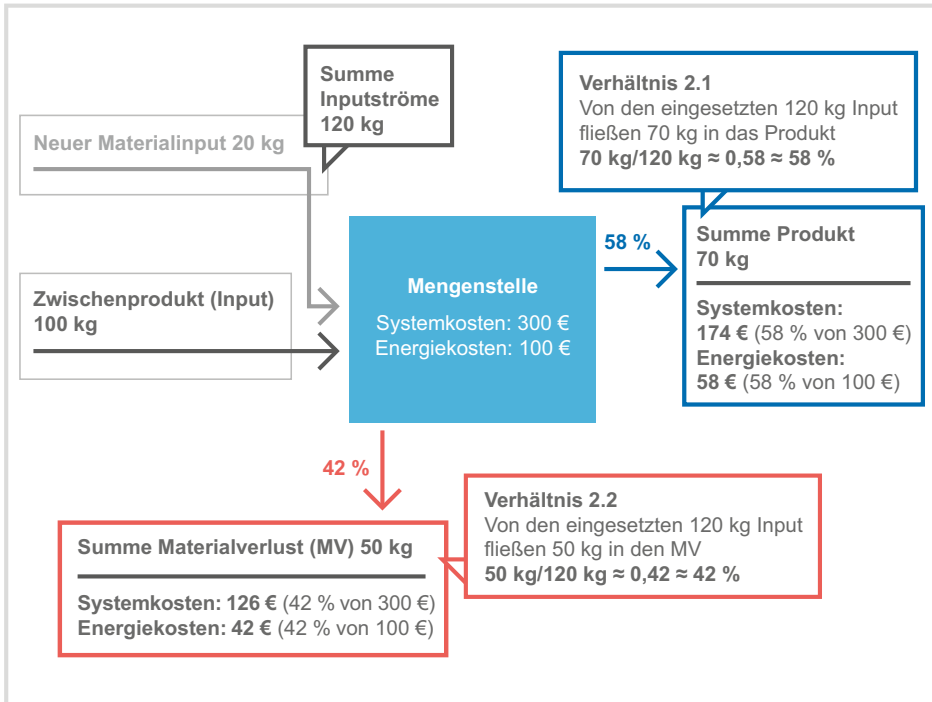 Summe
Inputströme
120 kg
Neuer Materialinput 20 kg
Zwischenprodukt (Input)
100 kg
Mengenstelle
Systemkosten: 300 €
Energiekosten: 100 €
Verhältnis 2.1
Von den eingesetzten 120 kg Input
fließen 70 kg in das Produkt
70 kg/120 kg ≈ 0,58 ≈ 58 %
58 %
Summe Produkt
70 kg
Systemkosten:
174 € (58 % von 300 €)
Energiekosten:
58 € (58 % von 100 €)
42 %
Verhältnis 2.2
Von den eingesetzten 120 kg Input
fließen 50 kg in den MV
50 kg/120 kg ≈ 0,42 ≈ 42 %
Summe Materialverlust (MV) 50 kg
Systemkosten: 126 € (42 % von 300 €)
Energiekosten: 42 € (42 % von 100 €)